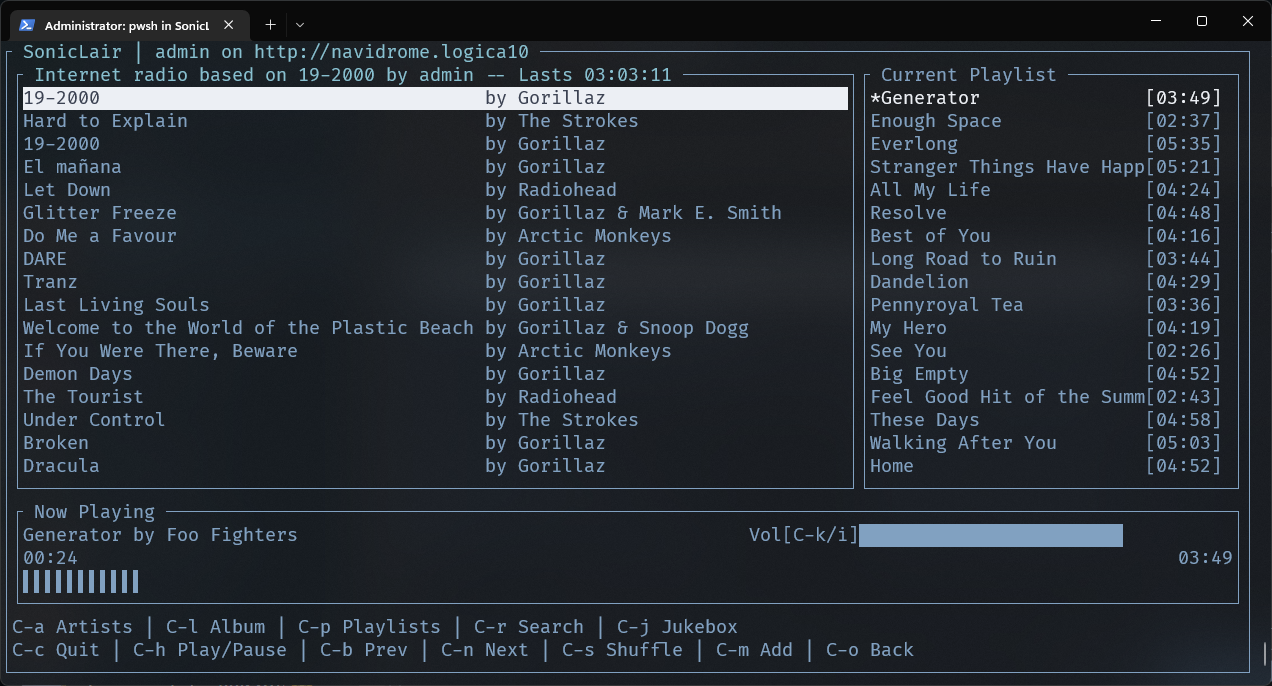 Administrator: pwsh in SonicL
SonicLair | admin on http://navidrome.logica10
Internet radio based on 19-2000 by admin -- Lasts 03:03:11
19-2000 by Gorillaz
Hard to Explain by The Strokes
19-2000 by Gorillaz
El mañana by Gorillaz
Let Down by Radiohead
Glitter Freeze by Gorillaz & Mark E. Smith
Do Me a Favour by Arctic Monkeys
DARE by Gorillaz
Tranz by Gorillaz
Last Living Souls by Gorillaz
Welcome to the World of the Plastic Beach by Gorillaz & Snoop Dogg
If You Were There, Beware by Arctic Monkeys
Demon Days by Gorillaz
The Tourist by Radiohead
Under Control by The Strokes
Broken by Gorillaz
Dracula by Gorillaz
Current Playlist
*Generator [03:49]
Enough Space [02:37]
Everlong [05:35]
Stranger Things Have Happ[05:21]
All My Life [04:24]
Resolve [04:48]
Best of You [04:16]
Long Road to Ruin [03:44]
Dandelion [04:29]
Pennyroyal Tea [03:36]
My Hero [04:19]
See You [02:26]
Big Empty [04:52]
Feel Good Hit of the Summ[02:43]
These Days [04:58]
Walking After You [05:03]
Home [04:52]
Now Playing
Generator by Foo Fighters Vol[C-k/i]
00:24 03:49
C-a Artists | C-l Album | C-p Playlists | C-r Search | C-j Jukebox
C-c Quit | C-h Play/Pause | C-b Prev | C-n Next | C-s Shuffle | C-m Add | C-o Back